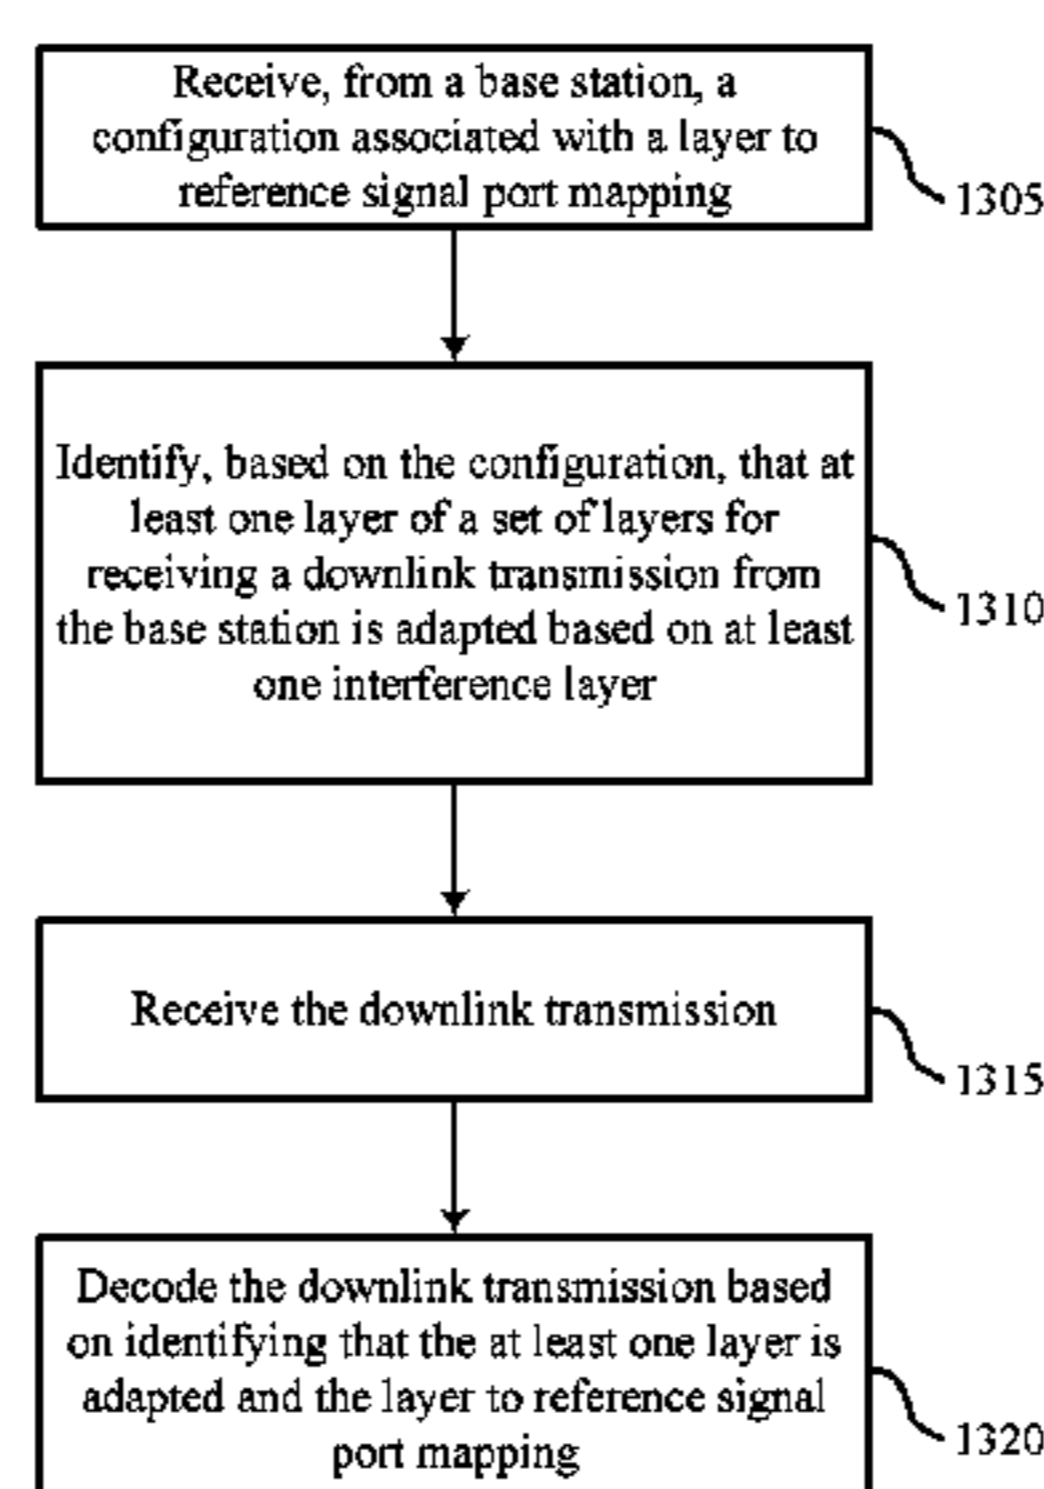 Receive, from a base station, a
configuration associated with a layer to
reference signal port mapping
1305
Identify, based on the configuration, that at
least one layer of a set of layers for
receiving a downlink transmission from
the base station is adapted based on at least
one interference layer
1310
Receive the downlink transmission
1315
Decode the downlink transmission based
on identifying that the at least one layer is
adapted and the layer to reference signal
port mapping
1320